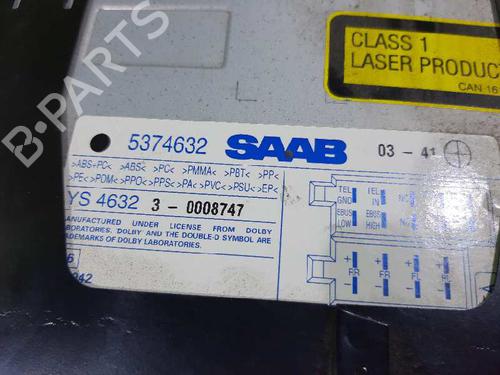 CLASS 1
LASER PRODUCT
5374632 SAAB 03 - 41
>ABS+PC< >ABS< >PC< >PMMA< >PBT< >PP<
>PE< >POM< >PPO< >PPS< >PA< >PVC< >PSU< >EP<
YS 4632 3 - 0008747
MANUFACTURED UNDER LICENSE FROM DOLBY
LABORATORIES. DOLBY AND THE DOUBLE-D SYMBOL ARE
TRADEMARKS OF DOLBY LABORATORIES.
TEL GND
TEL IN
EBUS LOW
EBUS HIGH
+ + + +
- - - -
RR FR FL
B-PARTS